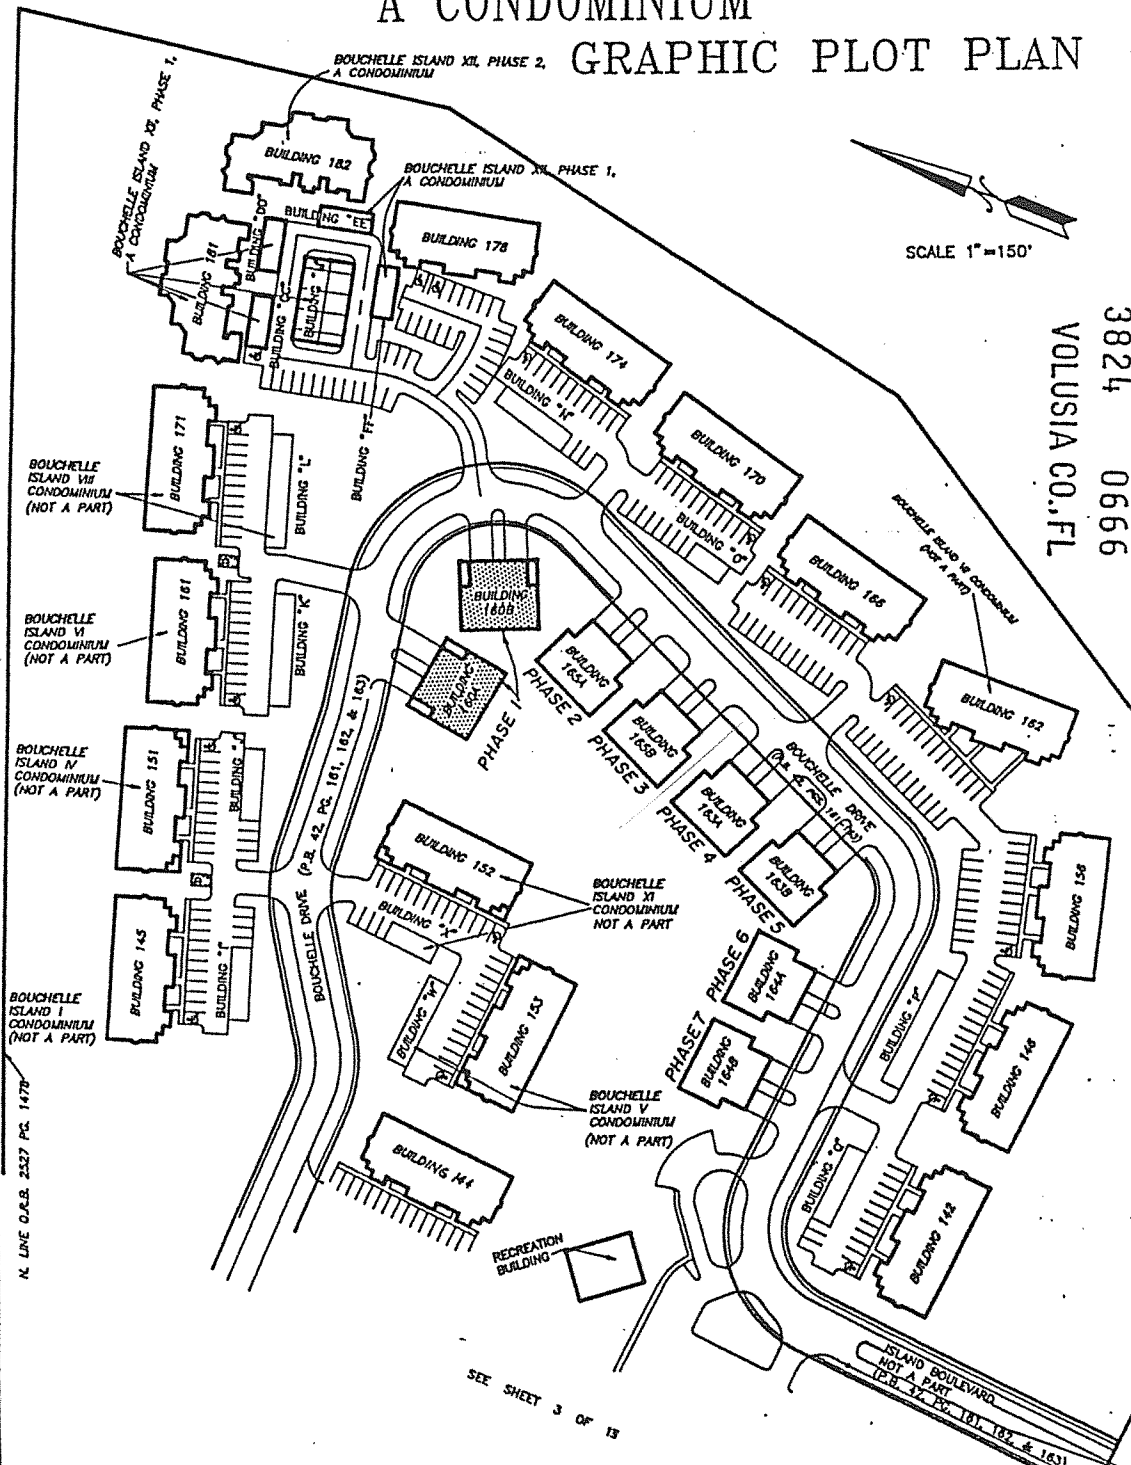 A CONDOMINIUM
GRAPHIC PLOT PLAN
BOUCHELLE ISLAND XII, PHASE 2,
A CONDOMINIUM
BOUCHELLE ISLAND XII, PHASE 1,
A CONDOMINIUM
BOUCHELLE ISLAND XII, PHASE 1,
A CONDOMINIUM
SCALE 1"=150'
3824 0666
VOLUSIA CO., FL
BUILDING 182
BUILDING "EE"
BUILDING "DD"
BUILDING 181
BUILDING "CC"
BUILDING "FF"
BUILDING 178
BUILDING 174
BUILDING "N"
BUILDING 170
BUILDING "O"
BUILDING 166
BOUCHELLE ISLAND VII CONDOMINIUM
(NOT A PART)
BUILDING 162
BUILDING 171
BUILDING "L"
BOUCHELLE
ISLAND VIII
CONDOMINIUM
(NOT A PART)
BUILDING 161
BUILDING "K"
BOUCHELLE
ISLAND VI
CONDOMINIUM
(NOT A PART)
BUILDING
160B
BUILDING
160A
PHASE 1
BUILDING
165A
PHASE 2
BUILDING
165B
PHASE 3
BUILDING
163A
PHASE 4
BUILDING
163B
PHASE 5
BUILDING
164A
PHASE 6
BUILDING
164B
PHASE 7
BOUCHELLE DRIVE
(P.B. 42, PGS. 161-163)
BOUCHELLE DRIVE (P.B. 42, PG. 161, 162, & 163)
BOUCHELLE
ISLAND IV
CONDOMINIUM
(NOT A PART)
BUILDING 151
BUILDING "J"
BUILDING 145
BUILDING "I"
BOUCHELLE
ISLAND I
CONDOMINIUM
(NOT A PART)
BUILDING 152
BUILDING "X"
BOUCHELLE
ISLAND XI
CONDOMINIUM
NOT A PART
BUILDING "W"
BUILDING 153
BOUCHELLE
ISLAND V
CONDOMINIUM
(NOT A PART)
BUILDING 144
BUILDING 156
BUILDING "P"
BUILDING 146
BUILDING "Q"
BUILDING 142
RECREATION
BUILDING
N. LINE O.R.B. 2527 PG. 1478
SEE SHEET 3 OF 13
ISLAND BOULEVARD
NOT A PART
(P.B. 42, PG. 161, 162, & 163)